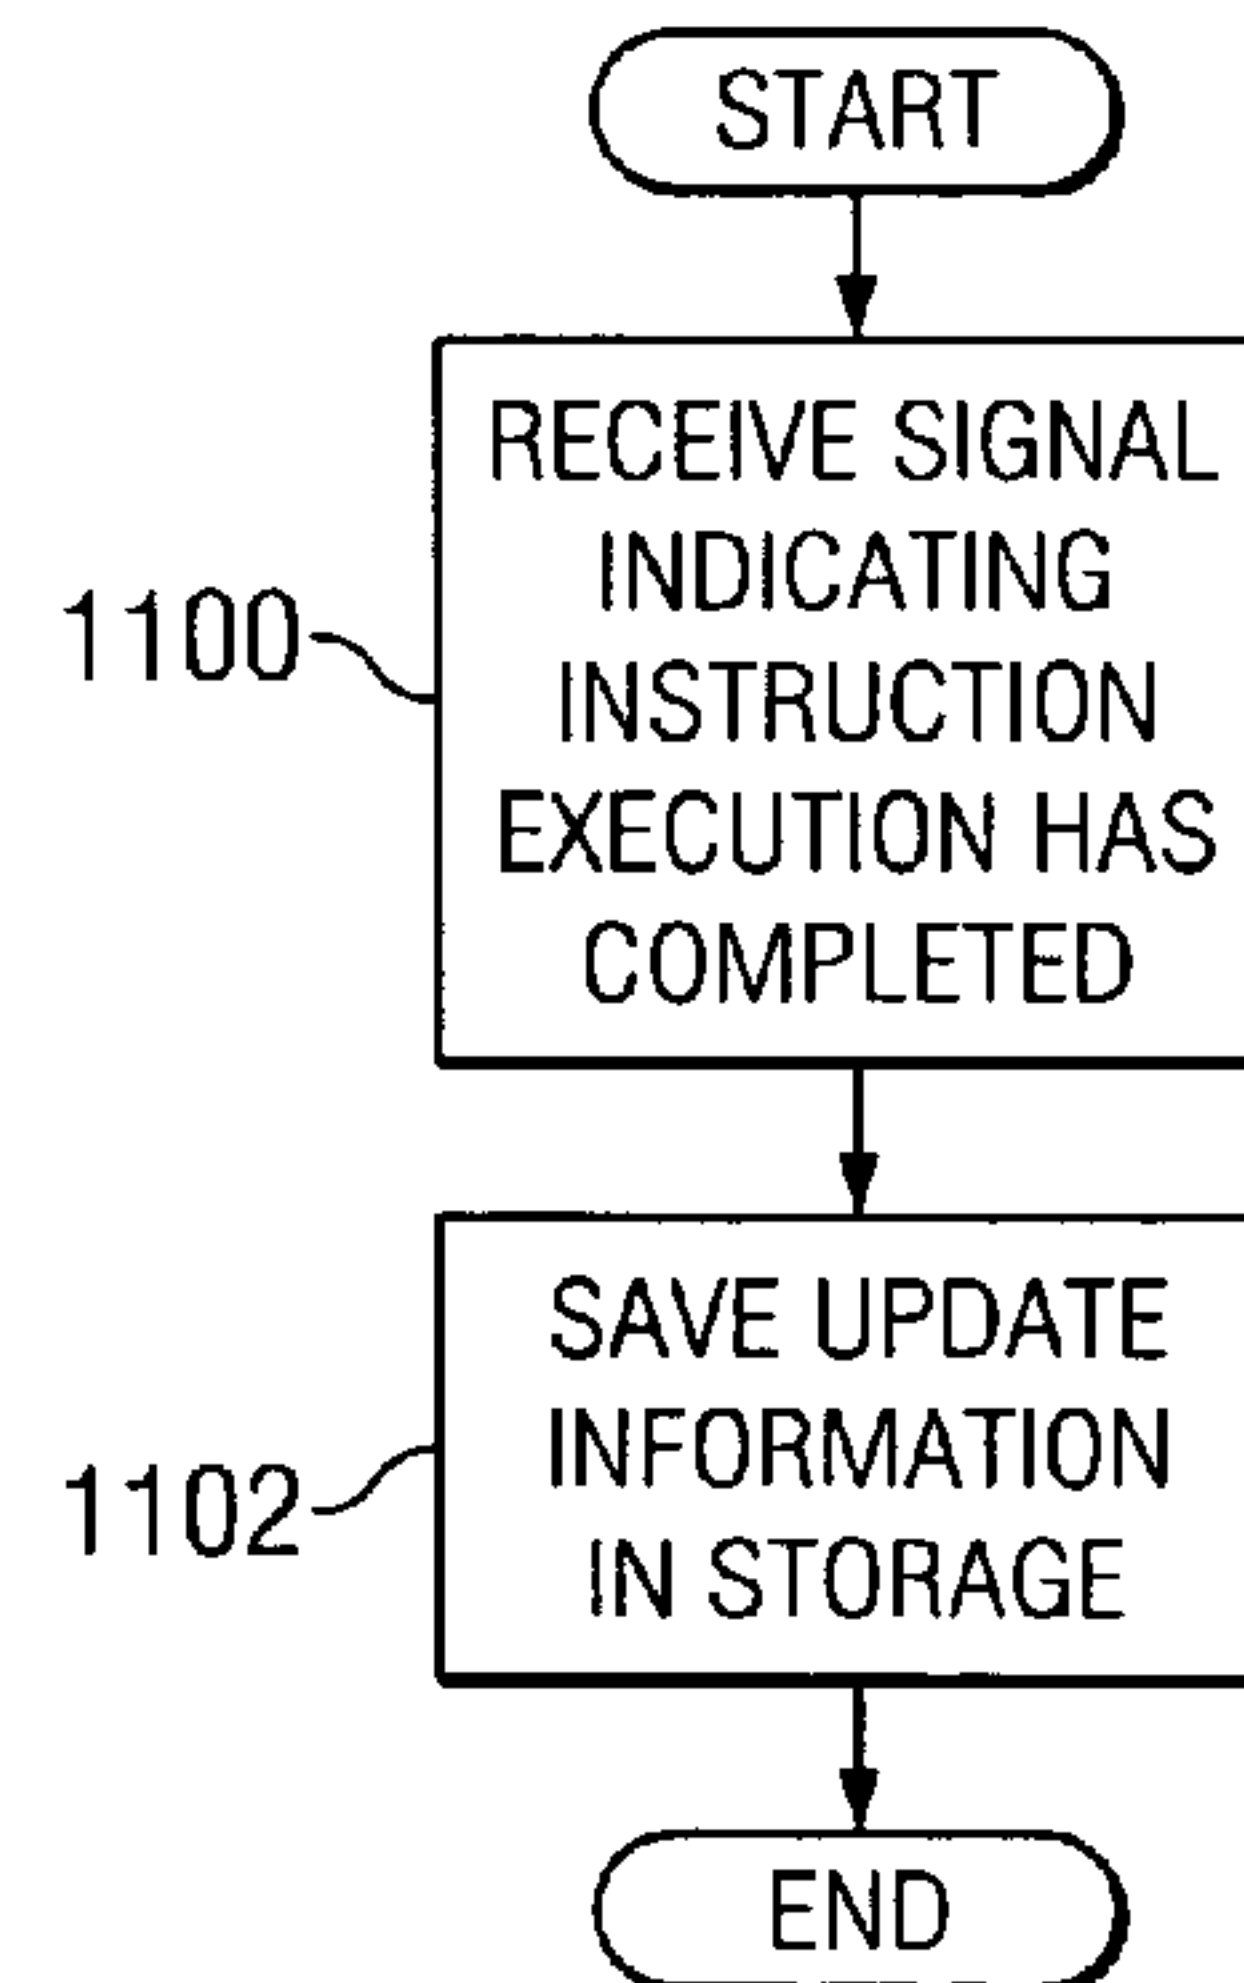 START
RECEIVE SIGNAL
INDICATING
INSTRUCTION
EXECUTION HAS
COMPLETED
1100
SAVE UPDATE
INFORMATION
IN STORAGE
1102
END